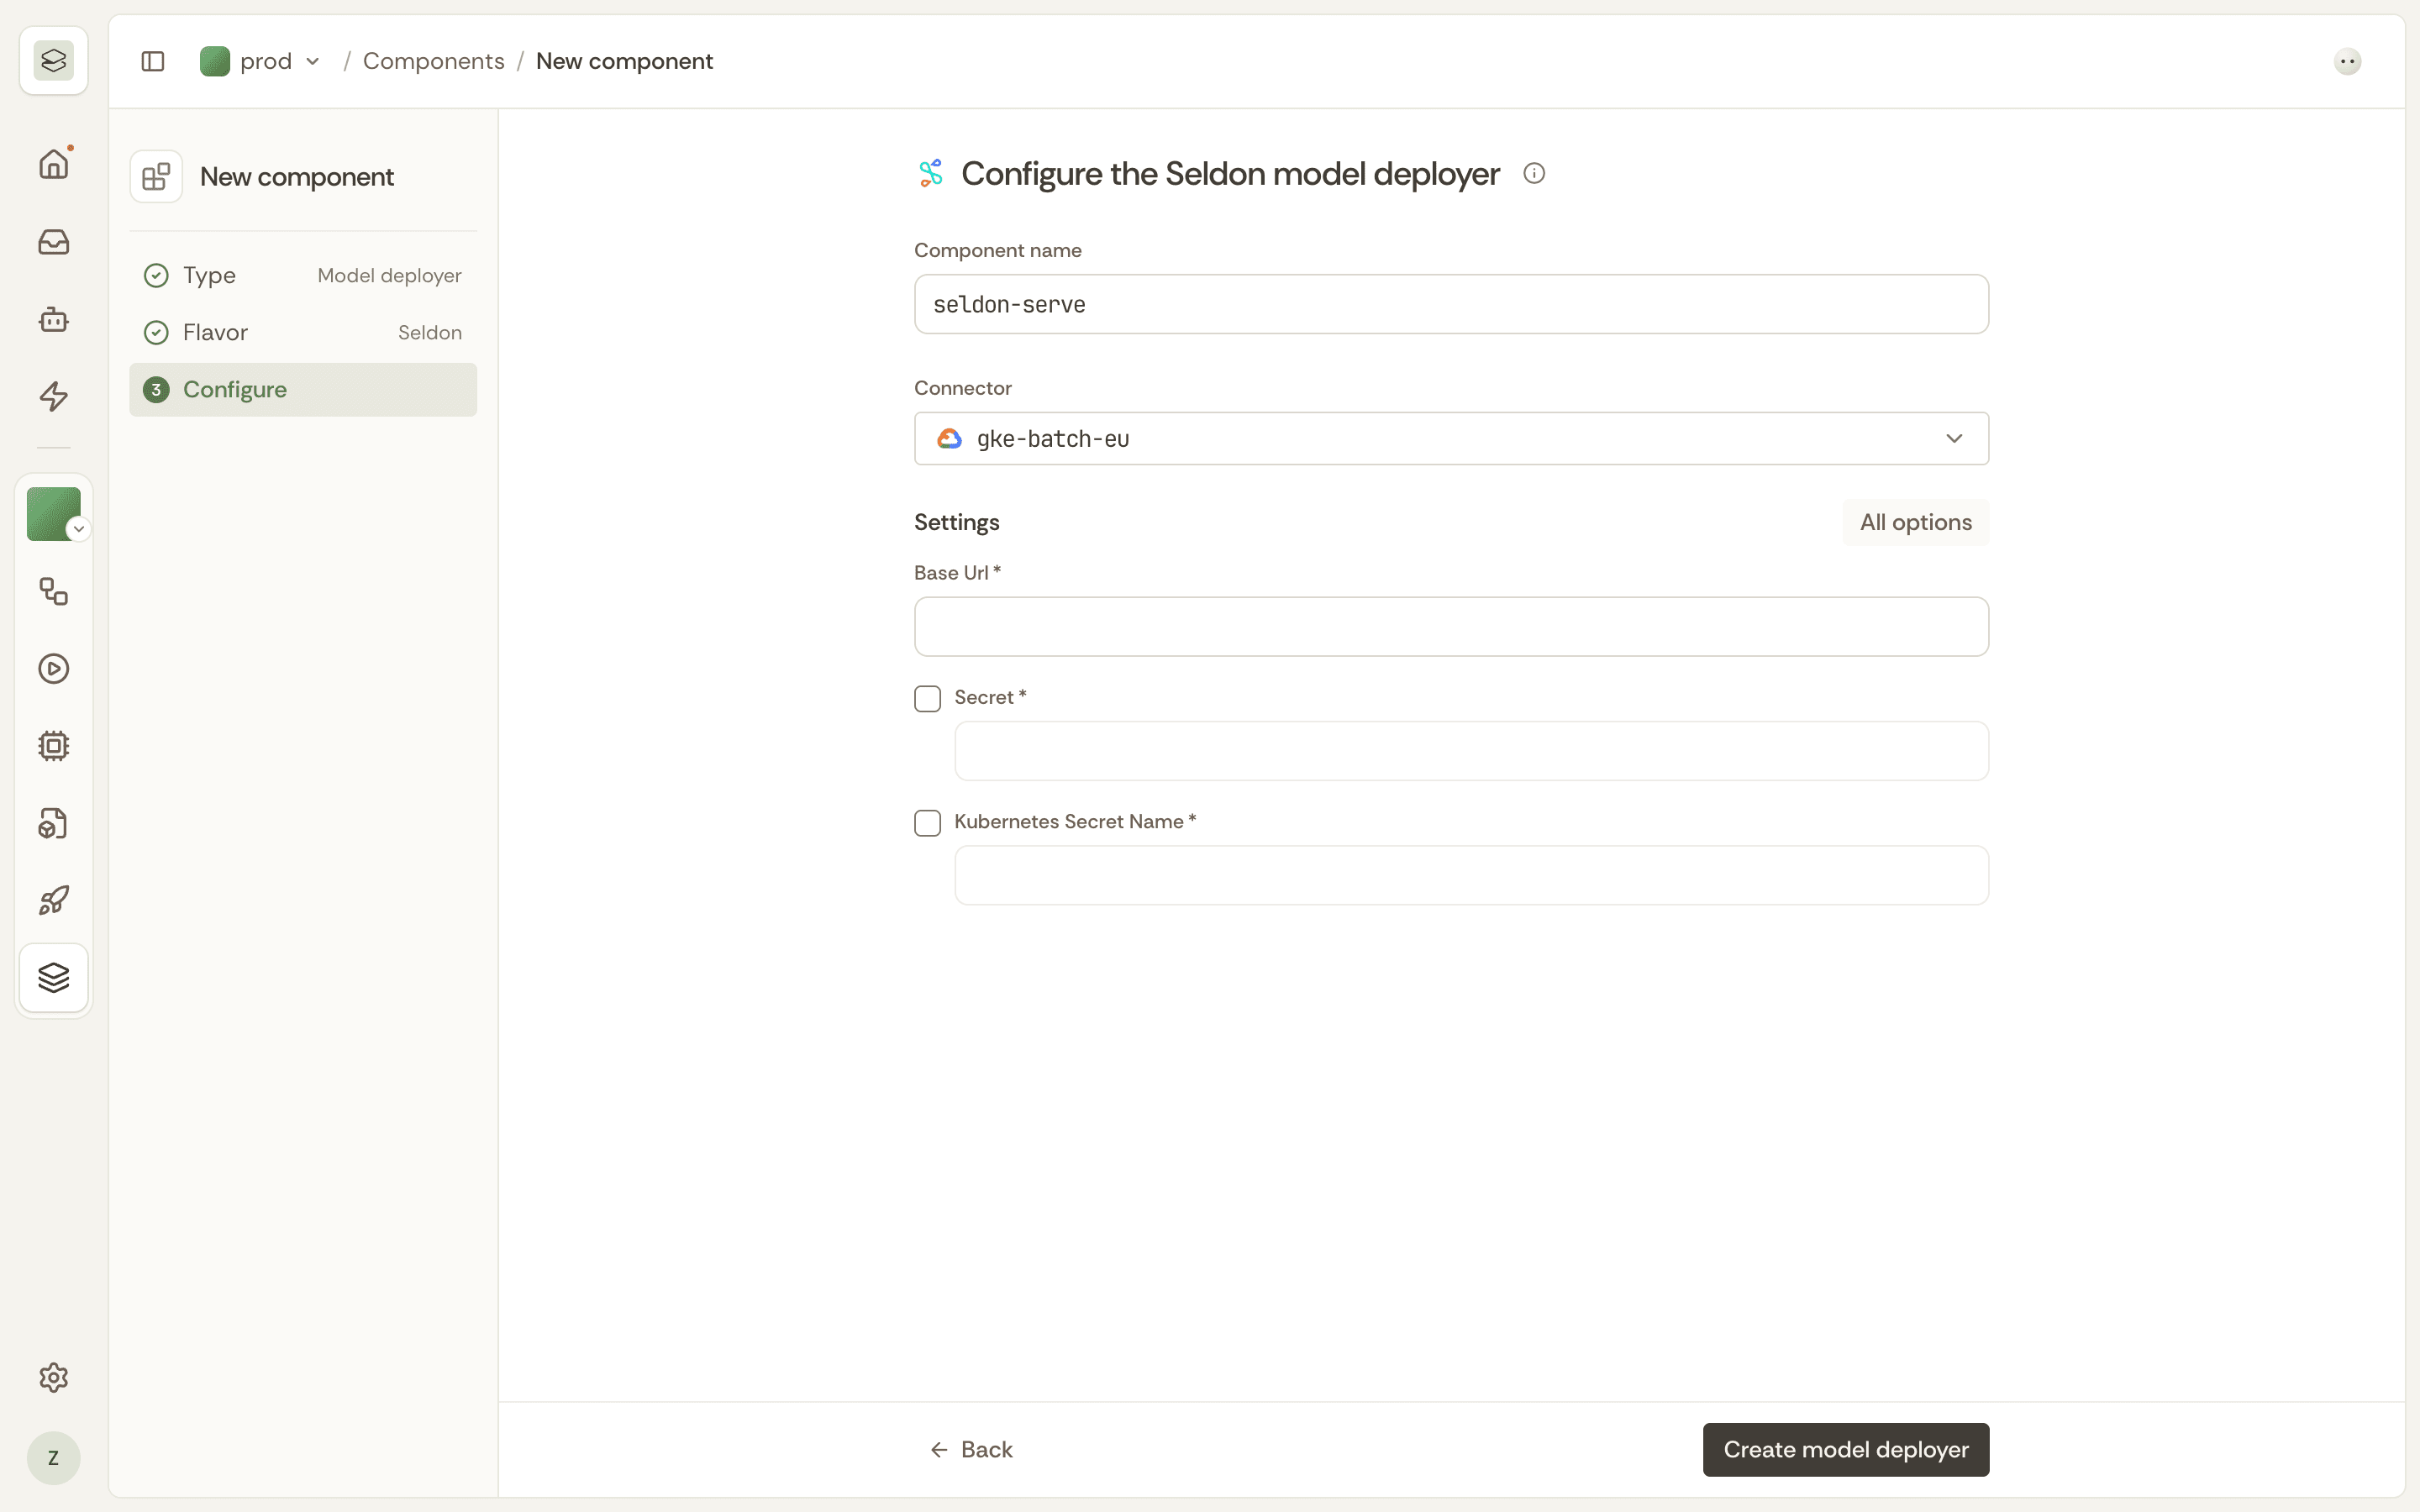 prod / Components / New component
New component
Type Model deployer
Flavor Seldon
3 Configure
Configure the Seldon model deployer
Component name
seldon-serve
Connector
gke-batch-eu
Settings All options
Base Url *
Secret *
Kubernetes Secret Name *
Z
Back Create model deployer